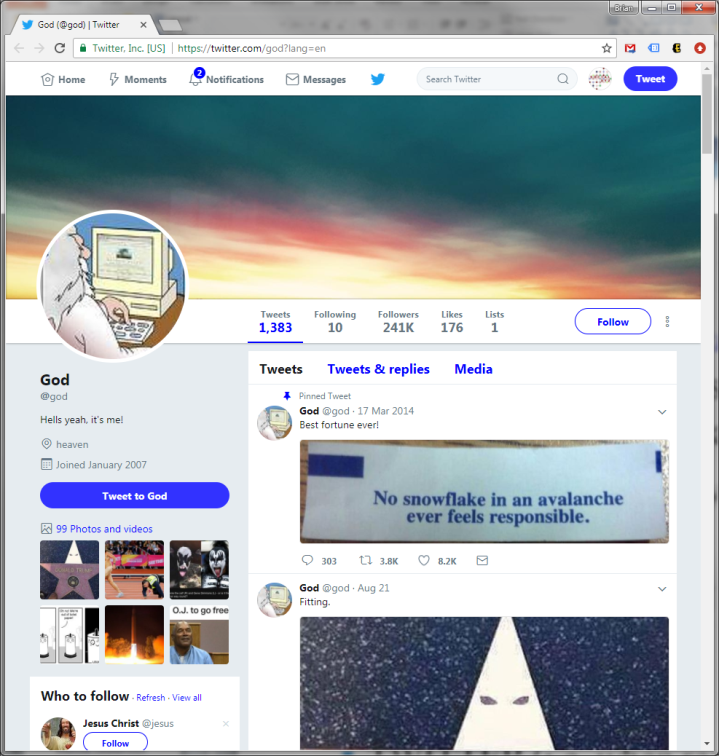 Brian
God (@god) | Twitter
Twitter, Inc. [US] | https://twitter.com/god?lang=en
Home
Moments
2
Notifications
Messages
Search Twitter
Tweet
Tweets
1,383
Following
10
Followers
241K
Likes
176
Lists
1
Follow
God
@god
Hells yeah, it's me!
heaven
Joined January 2007
Tweet to God
99 Photos and videos
O.J. to go free
Who to follow · Refresh · View all
Jesus Christ @jesus
Follow
Tweets
Tweets & replies
Media
Pinned Tweet
God @god · 17 Mar 2014
Best fortune ever!
No snowflake in an avalanche
ever feels responsible.
303
3.8K
8.2K
God @god · Aug 21
Fitting.